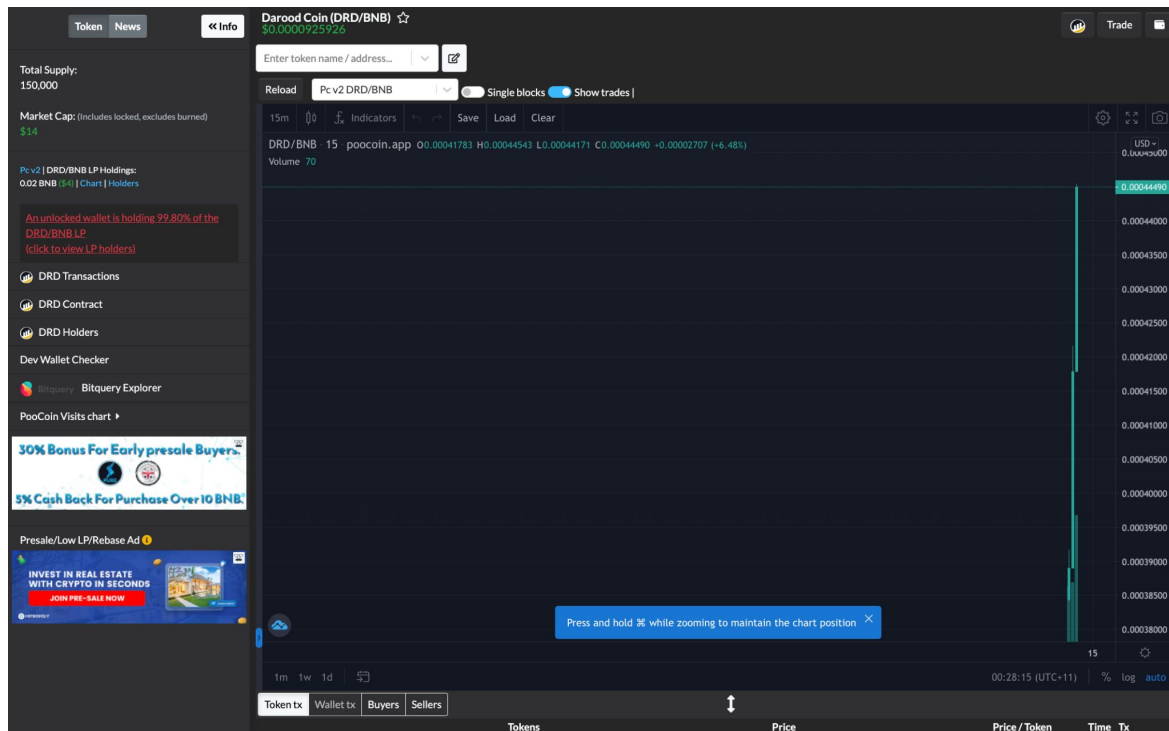 Token News
« Info
Total Supply:
150,000
Market Cap: (Includes locked, excludes burned)
$14
Pc v2 | DRD/BNB LP Holdings:
0.02 BNB ($4) | Chart | Holders
An unlocked wallet is holding 99.80% of the
DRD/BNB LP
(click to view LP holders)
DRD Transactions
DRD Contract
DRD Holders
Dev Wallet Checker
Bitquery Bitquery Explorer
PooCoin Visits chart
30% Bonus For Early presale Buyers.
5% Cash Back For Purchase Over 10 BNB.
Presale/Low LP/Rebase Ad
INVEST IN REAL ESTATE
WITH CRYPTO IN SECONDS
JOIN PRE-SALE NOW
METROPOLY
Darood Coin (DRD/BNB)
$0.0000925926
Trade
Enter token name / address...
Reload Pc v2 DRD/BNB Single blocks Show trades |
15m Indicators Save Load Clear
DRD/BNB · 15 · poocoin.app O0.00041783 H0.00044543 L0.00044171 C0.00044490 +0.00002707 (+6.48%)
Volume 70
USD
0.00045000
0.00044490
0.00044000
0.00043500
0.00043000
0.00042500
0.00042000
0.00041500
0.00041000
0.00040500
0.00040000
0.00039500
0.00039000
0.00038500
0.00038000
Press and hold ⌘ while zooming to maintain the chart position
15
1m 1w 1d
00:28:15 (UTC+11) % log auto
Token tx Wallet tx Buyers Sellers
Tokens Price Price / Token Time Tx